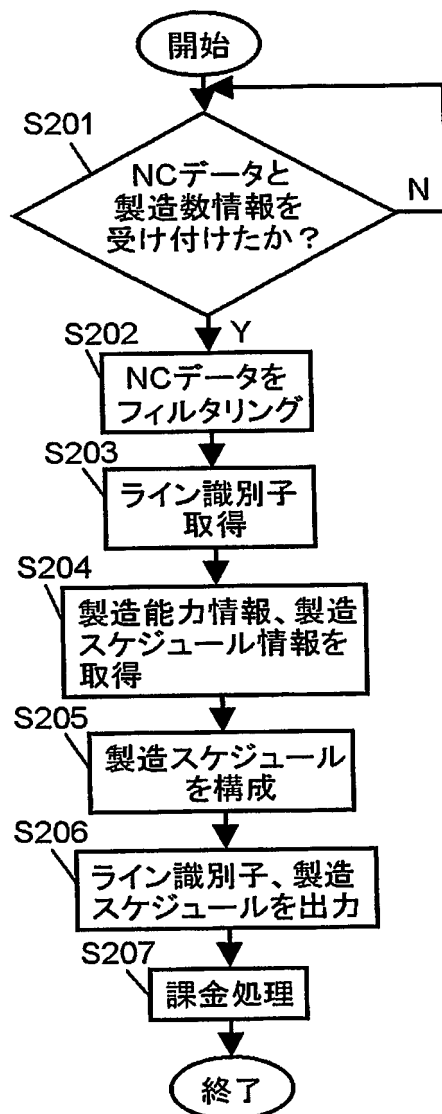 開始
S201
NCデータと
製造数情報を
受け付けたか？
N
Y
S202
NCデータを
フィルタリング
S203
ライン識別子
取得
S204
製造能力情報、製造
スケジュール情報を
取得
S205
製造スケジュール
を構成
S206
ライン識別子、製造
スケジュールを出力
S207
課金処理
終了